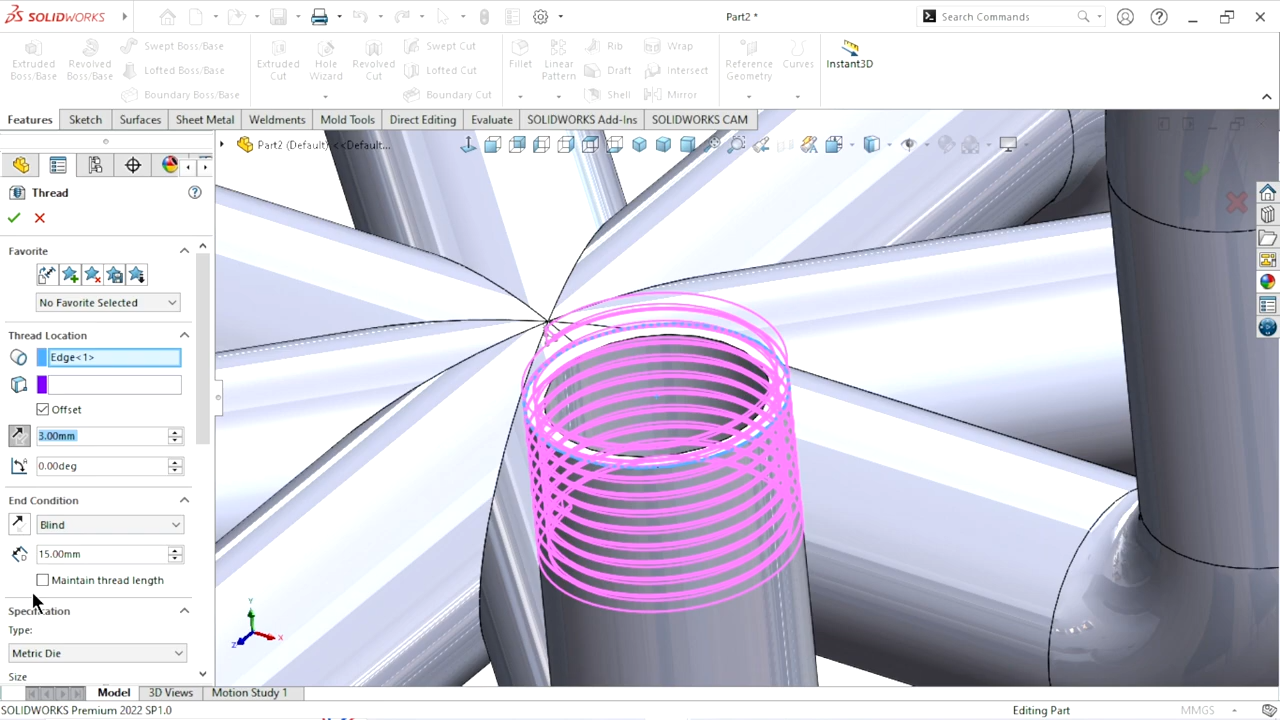 SOLIDWORKS
Part2 *
Search Commands
Extruded Boss/Base
Revolved Boss/Base
Swept Boss/Base
Lofted Boss/Base
Boundary Boss/Base
Extruded Cut
Hole Wizard
Revolved Cut
Swept Cut
Lofted Cut
Boundary Cut
Fillet
Linear Pattern
Rib
Draft
Shell
Wrap
Intersect
Mirror
Reference Geometry
Curves
Instant3D
Features
Sketch
Surfaces
Sheet Metal
Weldments
Mold Tools
Direct Editing
Evaluate
SOLIDWORKS Add-Ins
SOLIDWORKS CAM
Part2 (Default) <<Default...
Thread
Favorite
No Favorite Selected
Thread Location
Edge<1>
Offset
3.00mm
0.00deg
End Condition
Blind
15.00mm
Maintain thread length
Specification
Type:
Metric Die
Size
Y
X
Z
Model
3D Views
Motion Study 1
SOLIDWORKS Premium 2022 SP1.0
Editing Part
MMGS